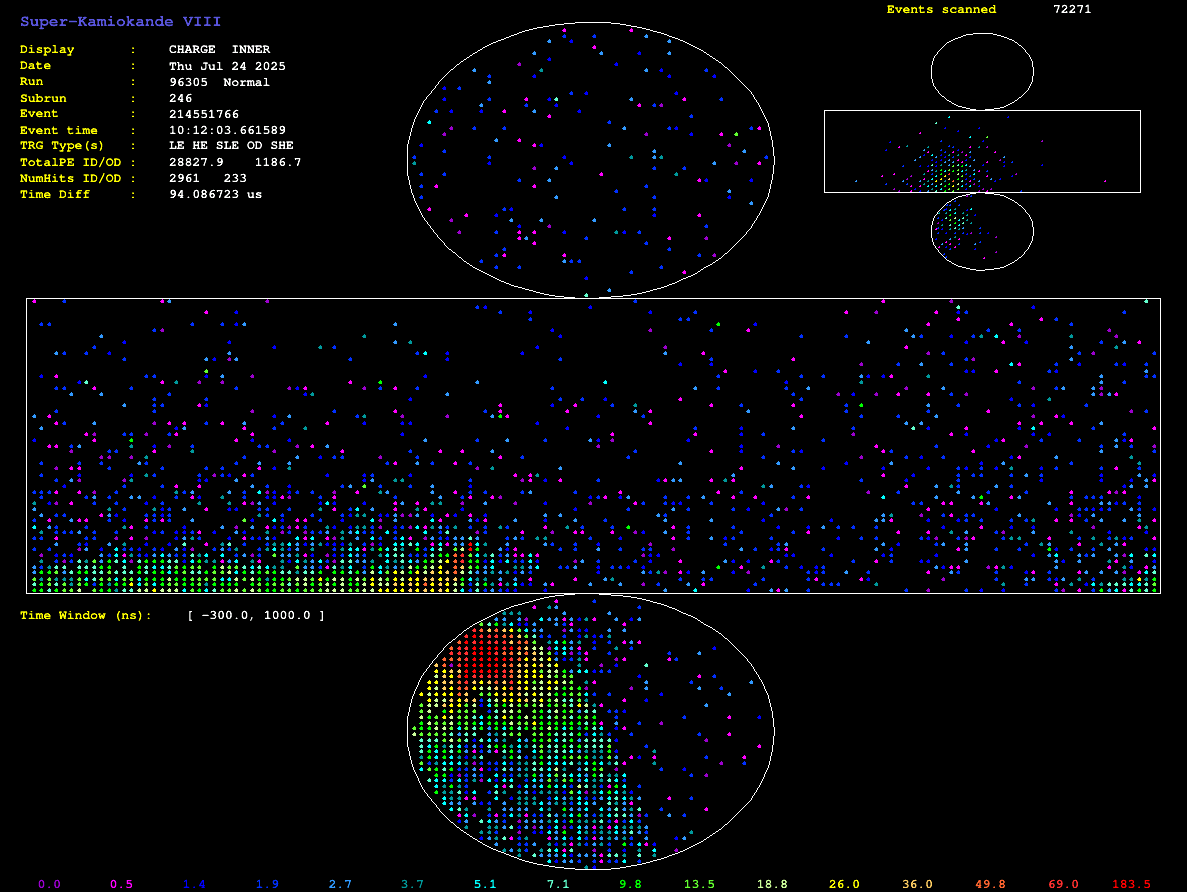 Super-Kamiokande VIII
Events scanned 72271
Display : CHARGE INNER
Date : Thu Jul 24 2025
Run : 96305 Normal
Subrun : 246
Event : 214551766
Event time : 10:12:03.661589
TRG Type(s) : LE HE SLE OD SHE
TotalPE ID/OD : 28827.9 1186.7
NumHits ID/OD : 2961 233
Time Diff : 94.086723 us
Time Window (ns): [ -300.0, 1000.0 ]
0.0 0.5 1.4 1.9 2.7 3.7 5.1 7.1 9.8 13.5 18.8 26.0 36.0 49.8 69.0 183.5